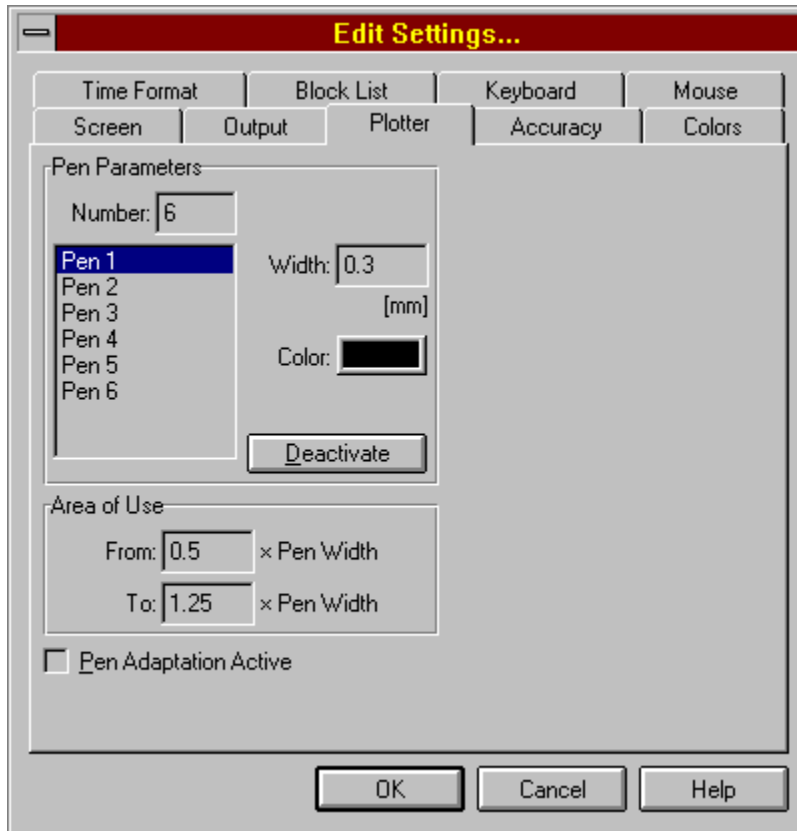 Edit Settings...
Time Format Block List Keyboard Mouse
Screen Output Plotter Accuracy Colors
Pen Parameters
Number: 6
Pen 1
Pen 2
Pen 3
Pen 4
Pen 5
Pen 6
Width: 0.3
[mm]
Color:
Deactivate
Area of Use
From: 0.5 × Pen Width
To: 1.25 × Pen Width
Pen Adaptation Active
OK Cancel Help